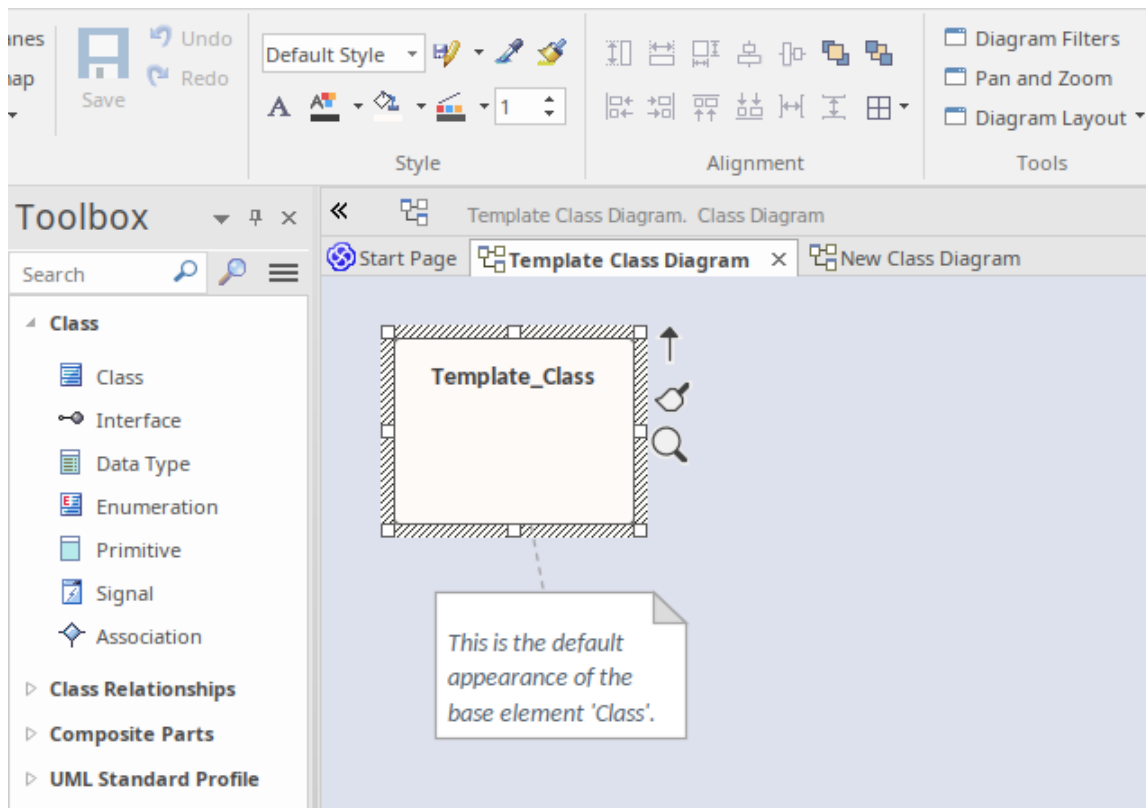 Undo
Redo
Save
Default Style
1
Style
Alignment
Diagram Filters
Pan and Zoom
Diagram Layout
Tools
Toolbox
Search
Class
Class
Interface
Data Type
Enumeration
Primitive
Signal
Association
Class Relationships
Composite Parts
UML Standard Profile
Template Class Diagram. Class Diagram
Start Page
Template Class Diagram
New Class Diagram
Template_Class
This is the default
appearance of the
base element 'Class'.